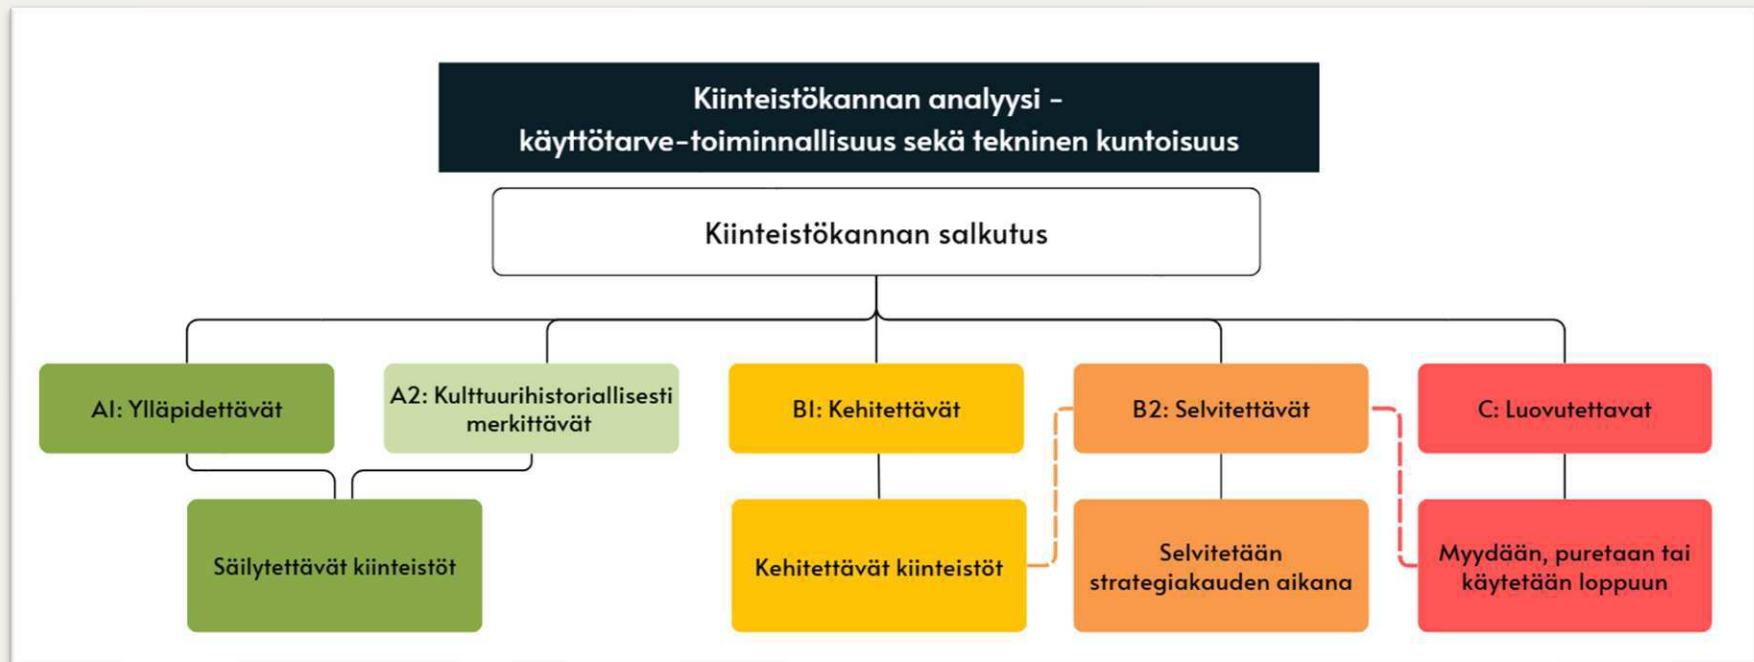 Kiinteistökannan analyysi -
käyttötarve-toiminnallisuus sekä tekninen kuntoisuus
Kiinteistökannan salkutus
A1: Ylläpidettävät
A2: Kulttuurihistoriallisesti
merkittävät
B1: Kehitettävät
B2: Selvitettävät
C: Luovutettavat
Säilytettävät kiinteistöt
Kehitettävät kiinteistöt
Selvitetään
strategiakauden aikana
Myydään, puretaan tai
käytetään loppuun